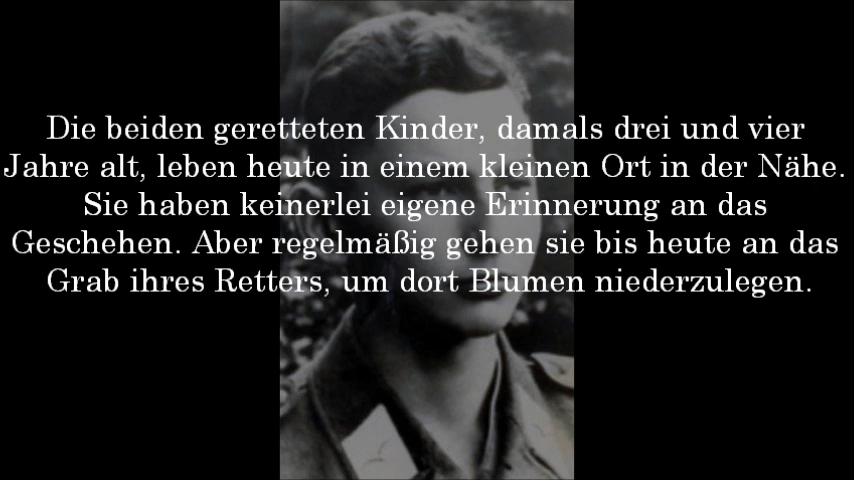 Die beiden geretteten Kinder, damals drei und vier
Jahre alt, leben heute in einem kleinen Ort in der Nähe.
Sie haben keinerlei eigene Erinnerung an das
Geschehen. Aber regelmäßig gehen sie bis heute an das
Grab ihres Retters, um dort Blumen niederzulegen.